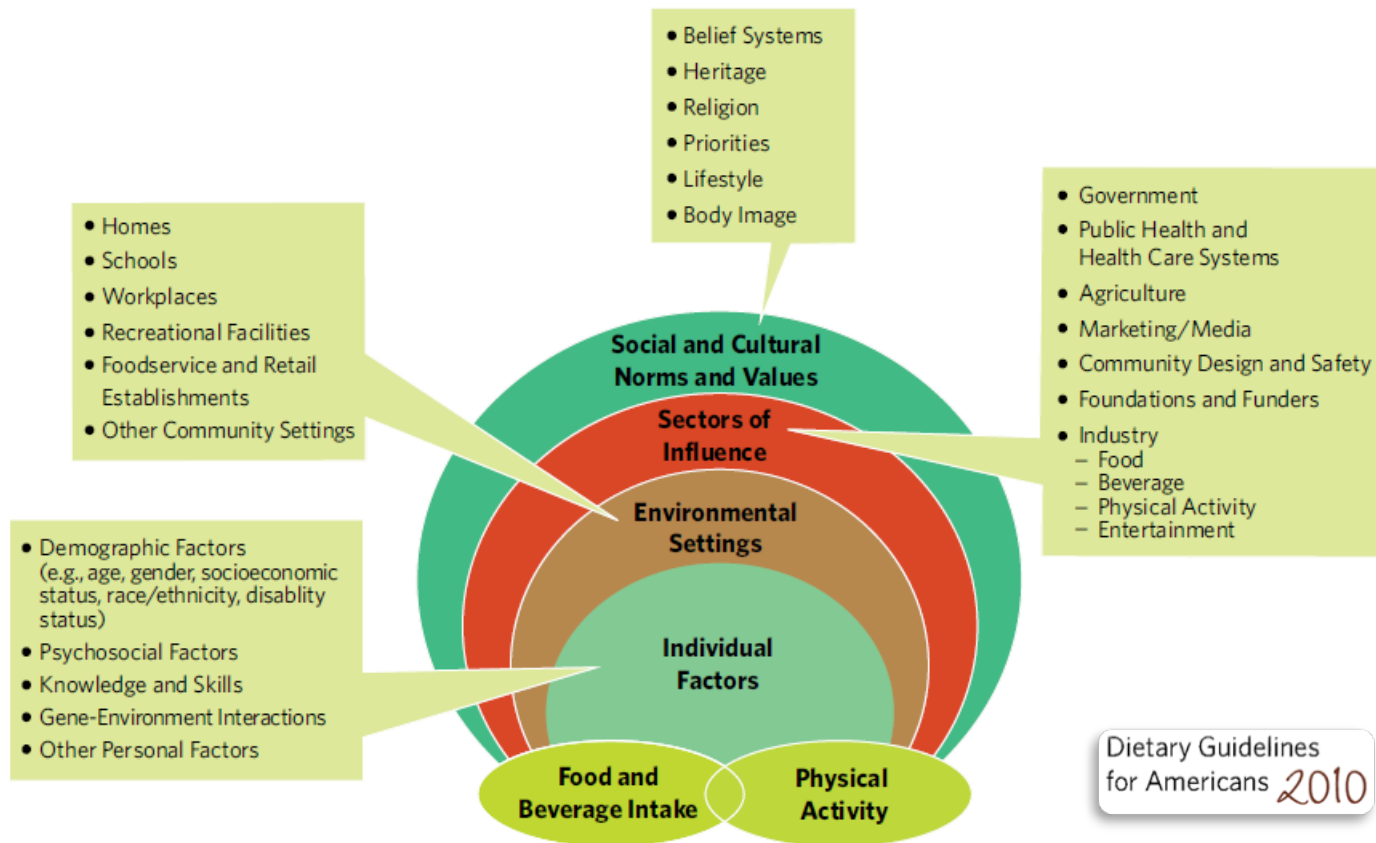 • Belief Systems
• Heritage
• Religion
• Priorities
• Lifestyle
• Body Image
• Homes
• Schools
• Workplaces
• Recreational Facilities
• Foodservice and Retail
Establishments
• Other Community Settings
• Government
• Public Health and
Health Care Systems
• Agriculture
• Marketing/Media
• Community Design and Safety
• Foundations and Funders
• Industry
– Food
– Beverage
– Physical Activity
– Entertainment
• Demographic Factors
(e.g., age, gender, socioeconomic
status, race/ethnicity, disablity
status)
• Psychosocial Factors
• Knowledge and Skills
• Gene-Environment Interactions
• Other Personal Factors
Social and Cultural
Norms and Values
Sectors of
Influence
Environmental
Settings
Individual
Factors
Food and
Beverage Intake
Physical
Activity
Dietary Guidelines
for Americans 2010